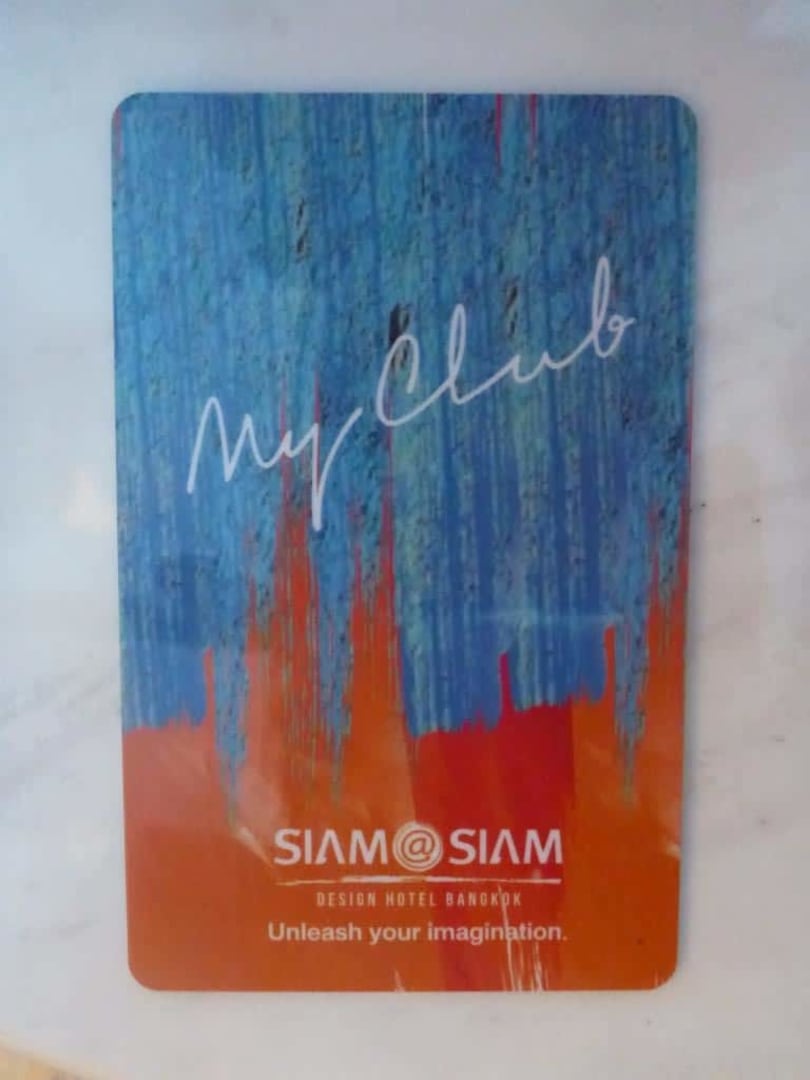 My Club
SIAM@SIAM
DESIGN HOTEL BANGKOK
Unleash your imagination.